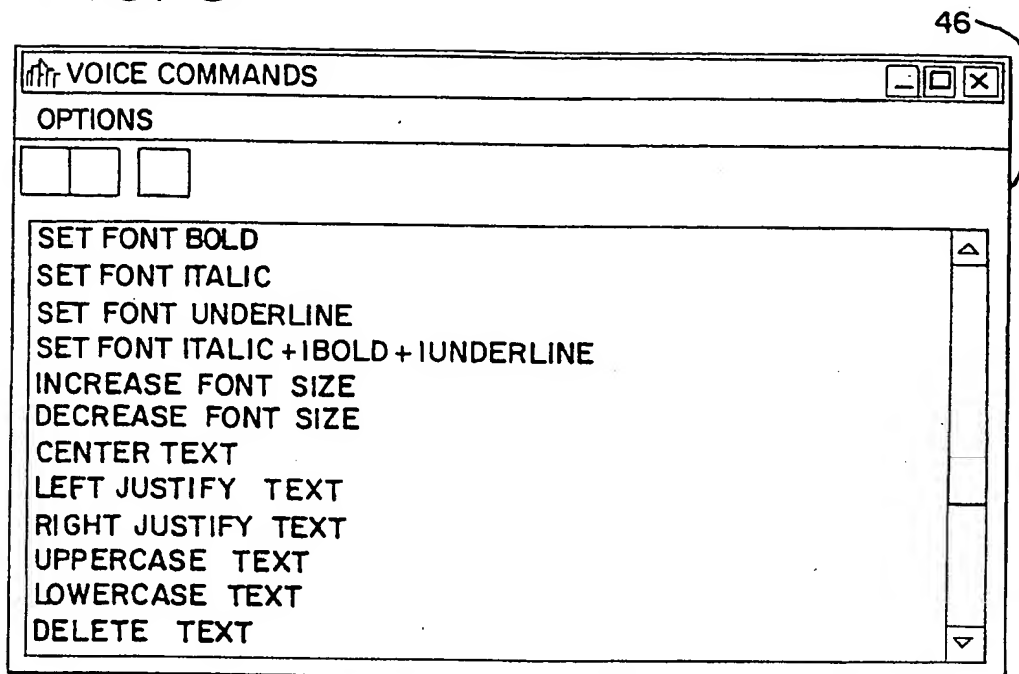 46
VOICE COMMANDS
OPTIONS
SET FONT BOLD
SET FONT ITALIC
SET FONT UNDERLINE
SET FONT ITALIC + IBOLD + IUNDERLINE
INCREASE FONT SIZE
DECREASE FONT SIZE
CENTER TEXT
LEFT JUSTIFY TEXT
RIGHT JUSTIFY TEXT
UPPERCASE TEXT
LOWERCASE TEXT
DELETE TEXT